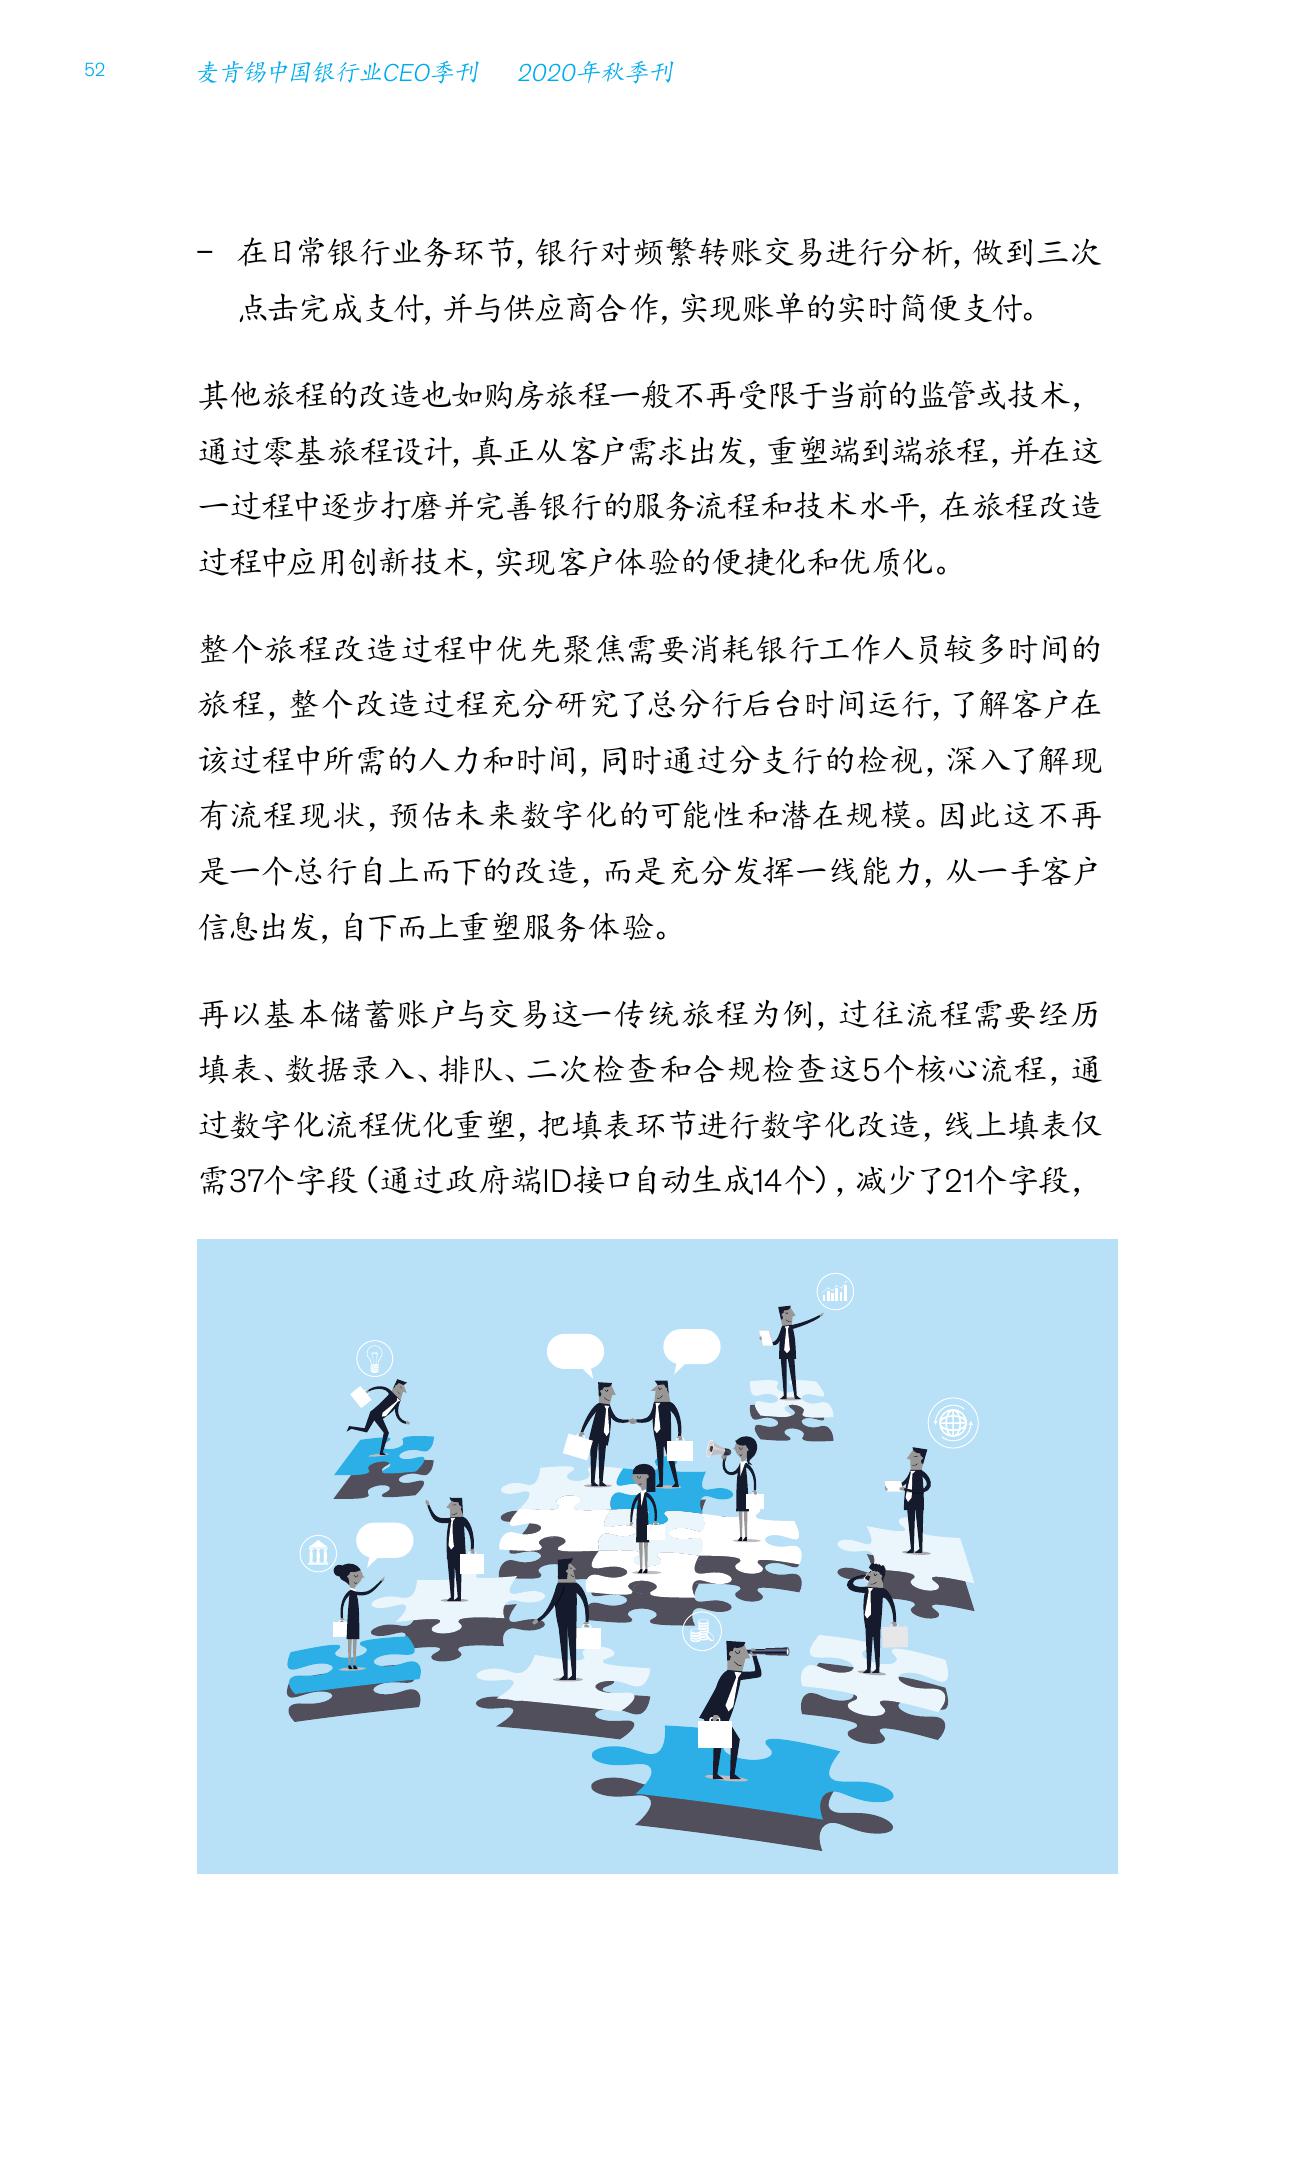 52
麦肯锡中国银行业CEO季刊 2020年秋季刊
– 在日常银行业务环节，银行对频繁转账交易进行分析，做到三次
点击完成支付，并与供应商合作，实现账单的实时简便支付。
其他旅程的改造也如购房旅程一般不再受限于当前的监管或技术，
通过零基旅程设计，真正从客户需求出发，重塑端到端旅程，并在这
一过程中逐步打磨并完善银行的服务流程和技术水平，在旅程改造
过程中应用创新技术，实现客户体验的便捷化和优质化。
整个旅程改造过程中优先聚焦需要消耗银行工作人员较多时间的
旅程，整个改造过程充分研究了总分行后台时间运行，了解客户在
该过程中所需的人力和时间，同时通过分支行的检视，深入了解现
有流程现状，预估未来数字化的可能性和潜在规模。因此这不再
是一个总行自上而下的改造，而是充分发挥一线能力，从一手客户
信息出发，自下而上重塑服务体验。
再以基本储蓄账户与交易这一传统旅程为例，过往流程需要经历
填表、数据录入、排队、二次检查和合规检查这5个核心流程，通
过数字化流程优化重塑，把填表环节进行数字化改造，线上填表仅
需37个字段（通过政府端ID接口自动生成14个），减少了21个字段，